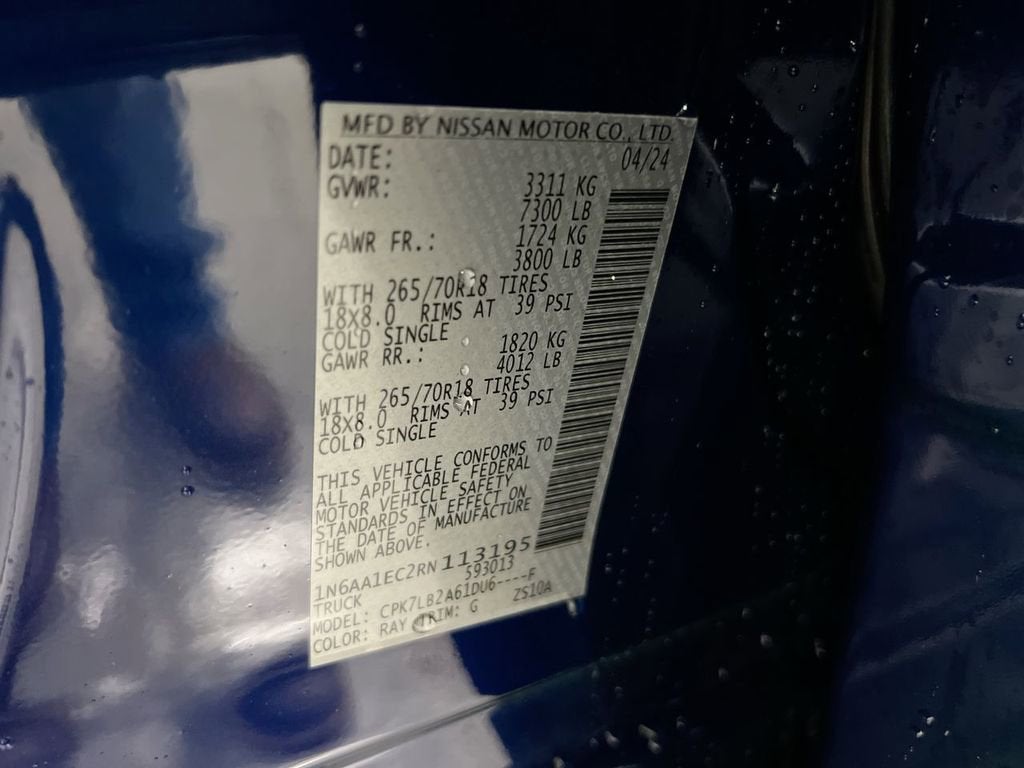 MFD BY NISSAN MOTOR CO., LTD.
DATE: 04/24
GVWR: 3311 KG
7300 LB
GAWR FR.: 1724 KG
3800 LB
WITH 265/70R18 TIRES
18X8.0 RIMS AT 39 PSI
COLD SINGLE
GAWR RR.: 1820 KG
4012 LB
WITH 265/70R18 TIRES
18X8.0 RIMS AT 39 PSI
COLD SINGLE
THIS VEHICLE CONFORMS TO
ALL APPLICABLE FEDERAL
MOTOR VEHICLE SAFETY
STANDARDS IN EFFECT ON
THE DATE OF MANUFACTURE
SHOWN ABOVE.
1N6AA1EC2RN113195
TRUCK 593013
MODEL: CPK7LB2A61DU6----F
COLOR: RAY TRIM: G ZS10A